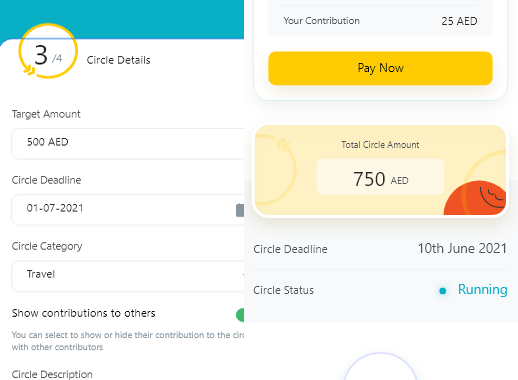 3 /4
Circle Details
Target Amount
500 AED
Circle Deadline
01-07-2021
Circle Category
Travel
Show contributions to others
You can select to show or hide their contribution to the
with other contributors
Circle Description
Your Contribution 25 AED
Pay Now
Total Circle Amount
750 AED
Circle Deadline 10th June 2021
Circle Status Running